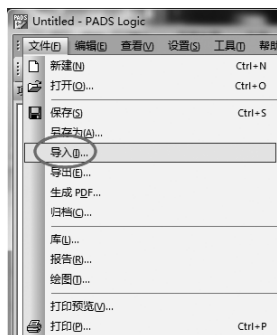 Untitled - PADS Logic
文件(F) 编辑(E) 查看(V) 设置(S) 工具(T) 帮助
新建(N) Ctrl+N
打开(O)... Ctrl+O
保存(S) Ctrl+S
另存为(A)...
导入(I)...
导出(E)...
生成 PDF...
归档(C)...
库(L)...
报告(R)...
绘图(T)...
打印预览(V)...
打印(P)... Ctrl+P